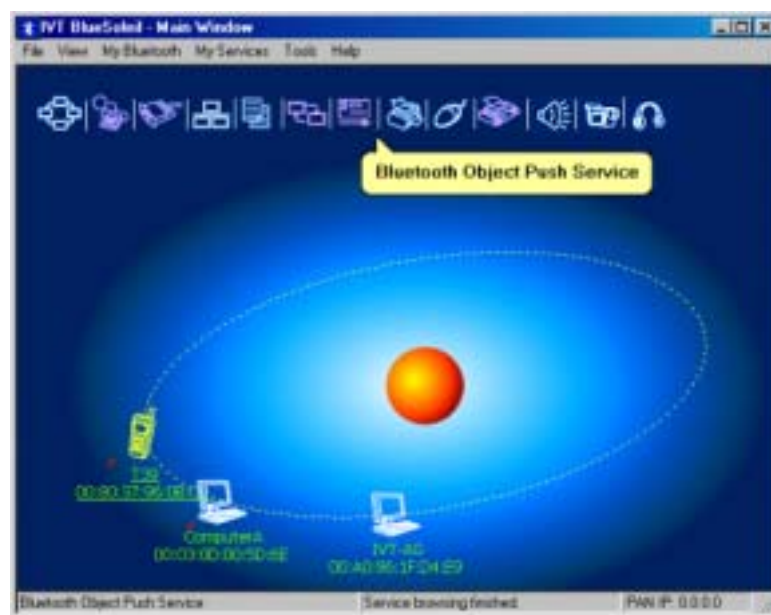 IVT BlueSoleil - Main Window
File View My Bluetooth My Services Tools Help
Bluetooth Object Push Service
ComputerA
00:03:0D:00:5D:6E
IVT-AG
00:A0:96:1F:D4:E9
Bluetooth Object Push Service Service browsing finished. PAN IP: 0.0.0.0